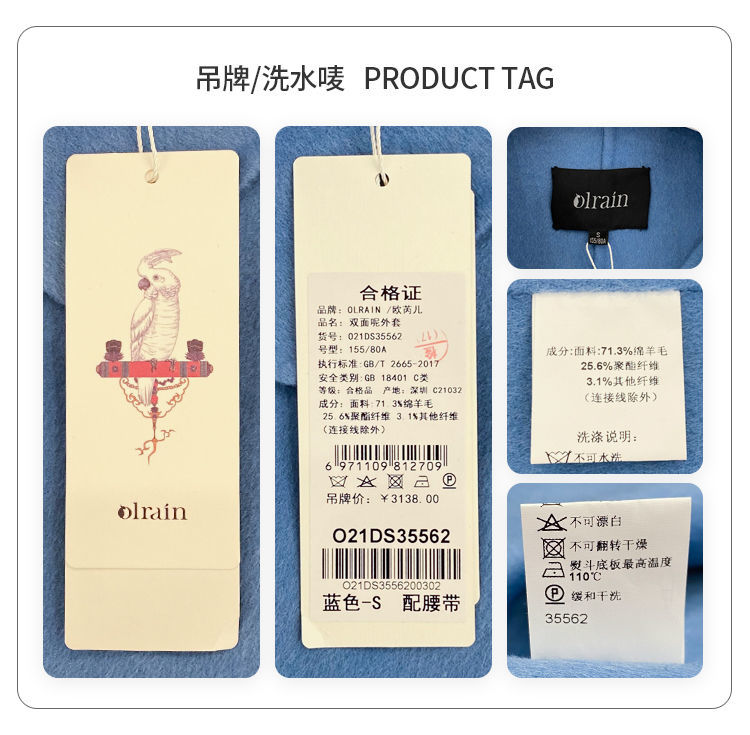 吊牌/洗水唛 PRODUCT TAG
olrain
合格证
品牌: OLRAIN /欧芮儿
品名: 双面呢外套
货号: O21DS35562
号型: 155/80A
执行标准:GB/T 2665-2017
安全类别:GB 18401 C类
等级: 合格品 产地: 深圳 C21032
成分: 面料:71.3%绵羊毛
25.6%聚酯纤维 3.1%其他纤维
（连接线除外）
6 971109 812709
吊牌价: ￥3138.00
O21DS35562
O21DS3556200302
蓝色-S 配腰带
olrain
S
155/80A
成分:面料:71.3%绵羊毛
25.6%聚酯纤维
3.1%其他纤维
（连接线除外）
洗涤说明:
不可水洗
不可漂白
不可翻转干燥
熨斗底板最高温度
110℃
缓和干洗
35562